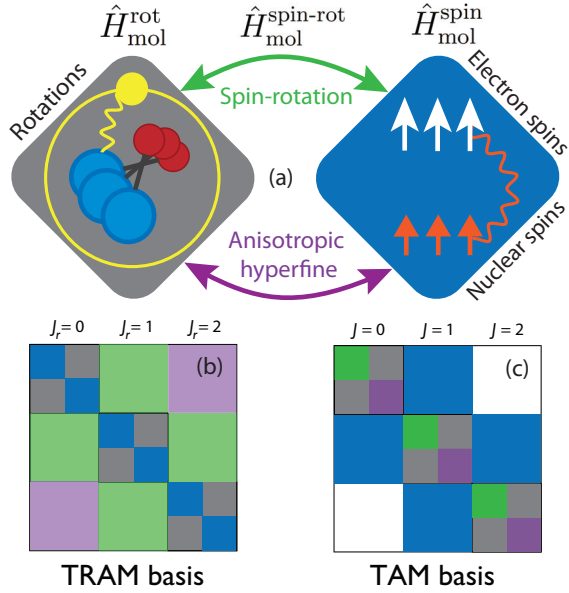 Ĥ^rot_mol Ĥ^spin-rot_mol Ĥ^spin_mol
Rotations
Spin-rotation
Electron spins
(a)
Anisotropic
hyperfine
Nuclear spins
J_r = 0 J_r = 1 J_r = 2
(b)
TRAM basis
J = 0 J = 1 J = 2
(c)
TAM basis